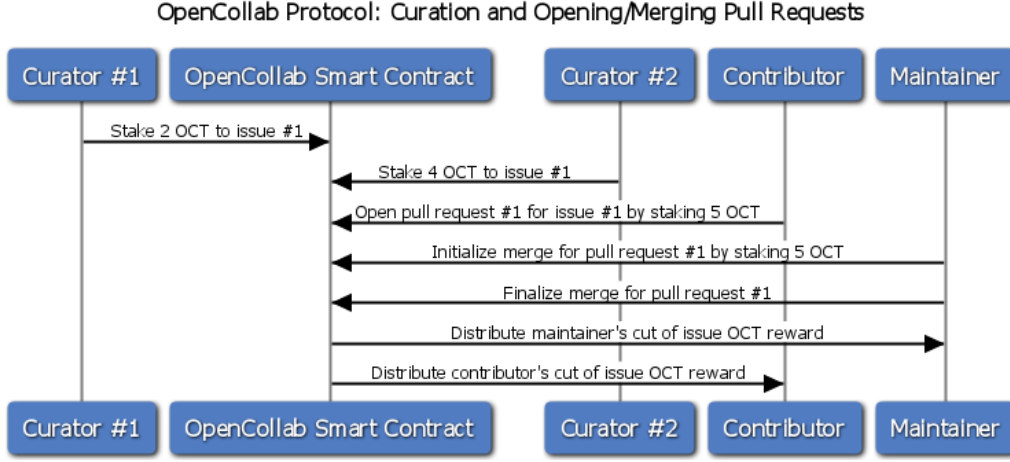 OpenCollab Protocol: Curation and Opening/Merging Pull Requests
Curator #1 OpenCollab Smart Contract Curator #2 Contributor Maintainer
Stake 2 OCT to issue #1
Stake 4 OCT to issue #1
Open pull request #1 for issue #1 by staking 5 OCT
Initialize merge for pull request #1 by staking 5 OCT
Finalize merge for pull request #1
Distribute maintainer's cut of issue OCT reward
Distribute contributor's cut of issue OCT reward
Curator #1 OpenCollab Smart Contract Curator #2 Contributor Maintainer